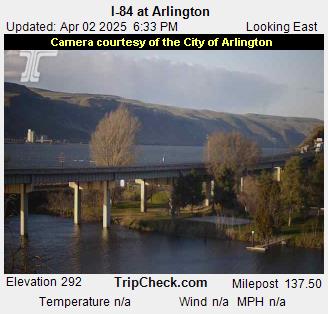 I-84 at Arlington
Updated: Apr 02 2025 6:33 PM Looking East
Camera courtesy of the City of Arlington
Elevation 292 TripCheck.com Milepost 137.50
Temperature n/a Wind n/a MPH n/a